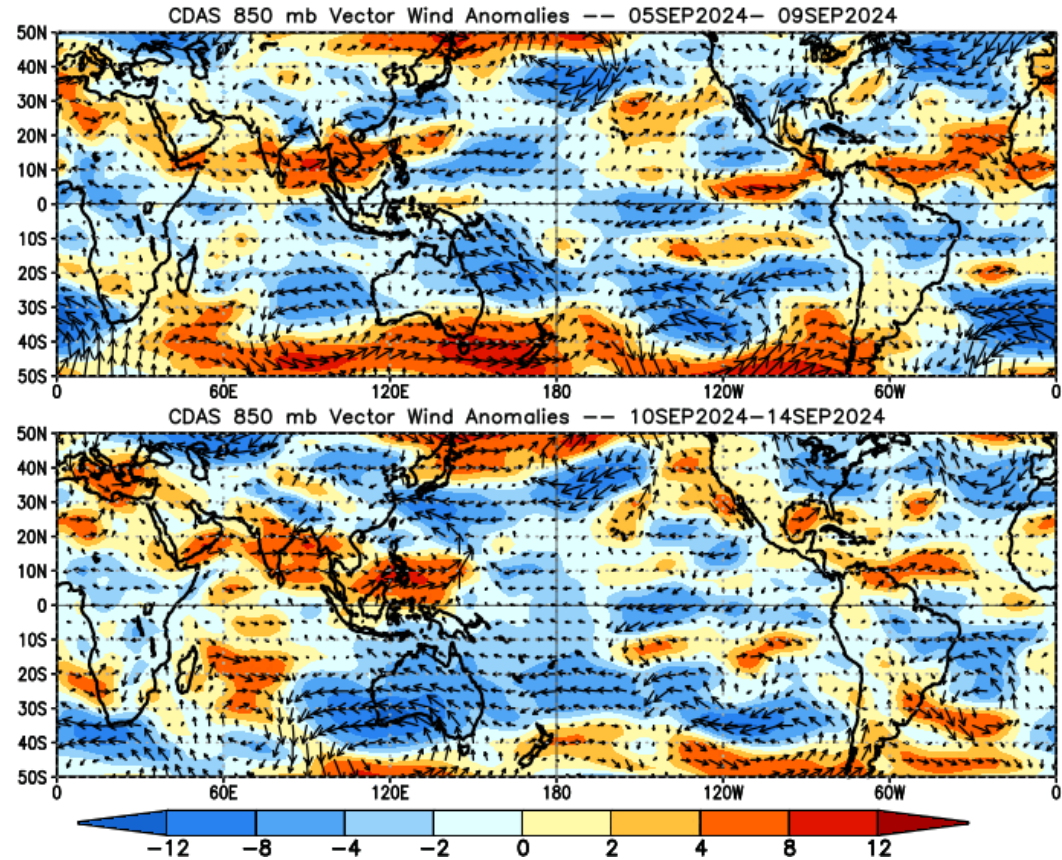 CDAS 850 mb Vector Wind Anomalies -- 05SEP2024- 09SEP2024
50N
40N
30N
20N
10N
0
10S
20S
30S
40S
50S
0 60E 120E 180 120W 60W 0
CDAS 850 mb Vector Wind Anomalies -- 10SEP2024-14SEP2024
50N
40N
30N
20N
10N
0
10S
20S
30S
40S
50S
0 60E 120E 180 120W 60W 0
-12 -8 -4 -2 0 2 4 8 12